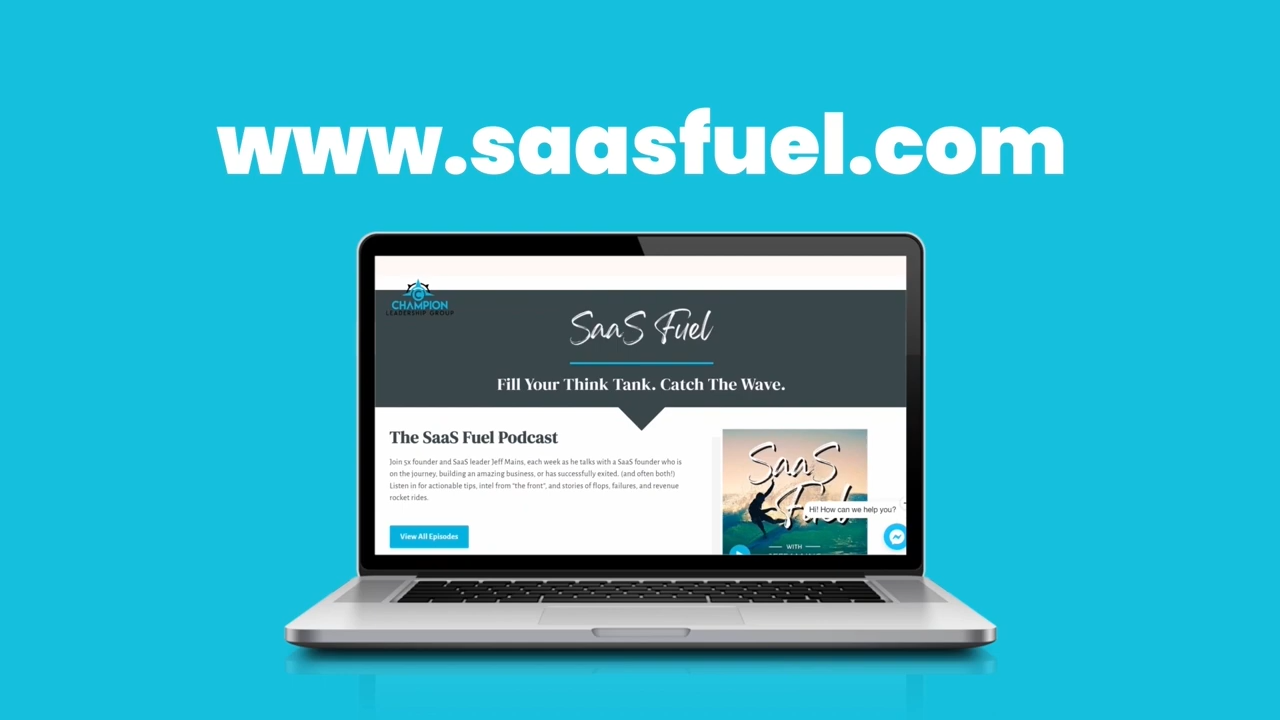 www.saasfuel.com
CHAMPION
LEADERSHIP GROUP
SaaS Fuel
Fill Your Think Tank. Catch The Wave.
The SaaS Fuel Podcast
Join 5x founder and SaaS leader Jeff Mains, each week as he talks with a SaaS founder who is
on the journey, building an amazing business, or has successfully exited. (and often both!)
Listen in for actionable tips, intel from "the front", and stories of flops, failures, and revenue
rocket rides.
View All Episodes
SaaS
Fuel
Hi! How can we help you?
WITH